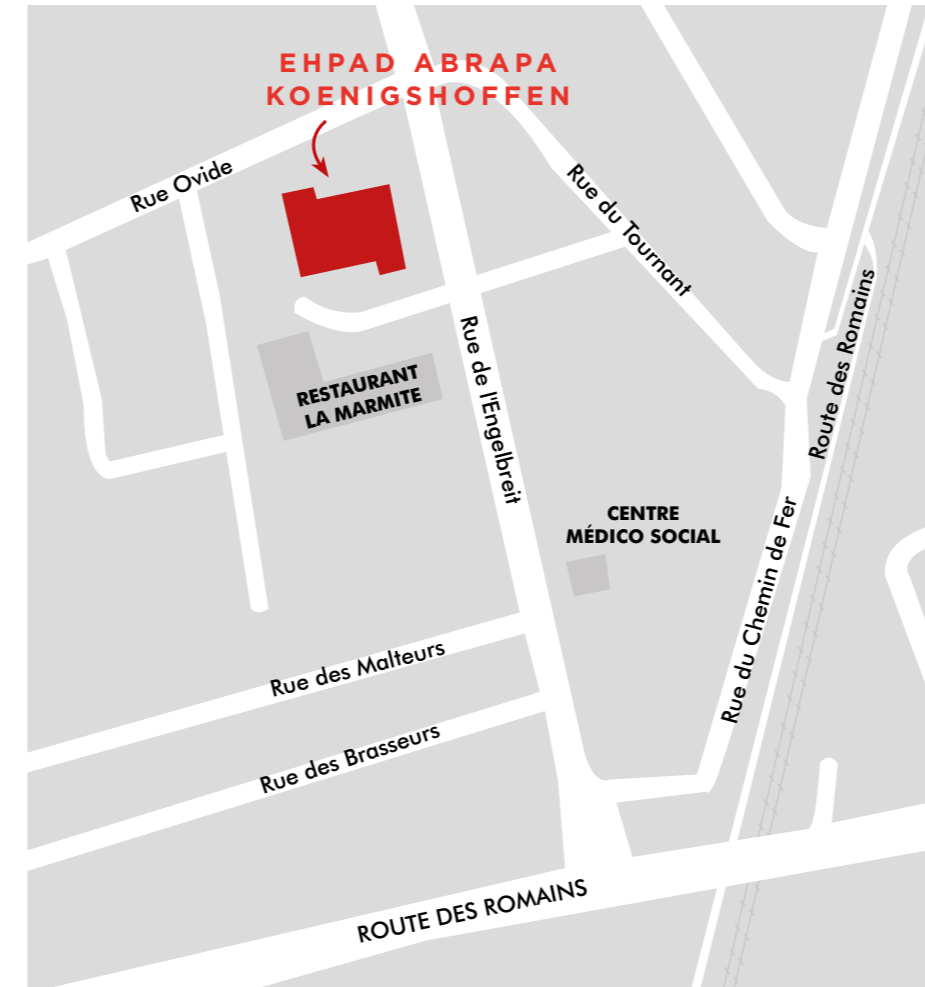 EHPAD ABRAPA
KOENIGSHOFFEN
Rue Ovide
Rue du Tournant
Route des Romains
Rue de l'Engelbreit
RESTAURANT
LA MARMITE
CENTRE
MÉDICO SOCIAL
Rue du Chemin de Fer
Rue des Malteurs
Rue des Brasseurs
ROUTE DES ROMAINS